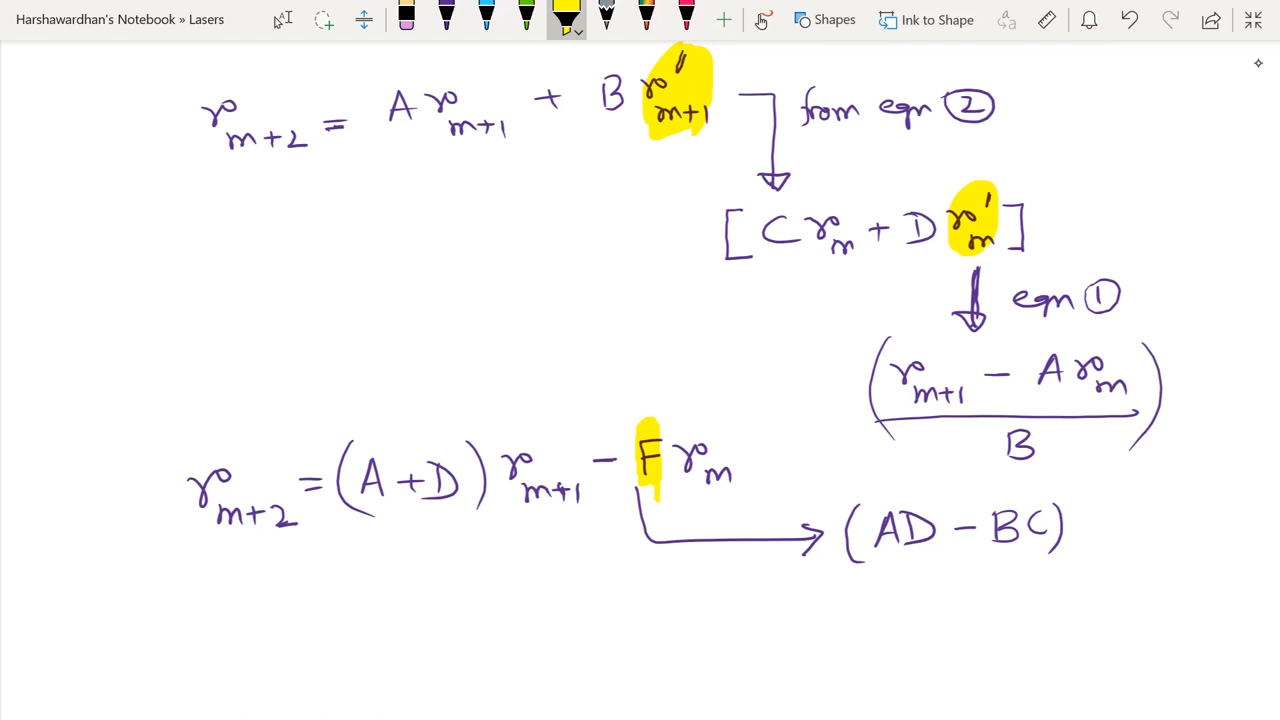 Harshawardhan's Notebook » Lasers
Shapes
Ink to Shape
r_{m+2} = A r_{m+1} + B r'_{m+1}
from eqn ②
[C r_m + D r'_m]
eqn ①
(r_{m+1} - A r_m)
B
r_{m+2} = (A + D) r_{m+1} - F r_m
(AD - BC)